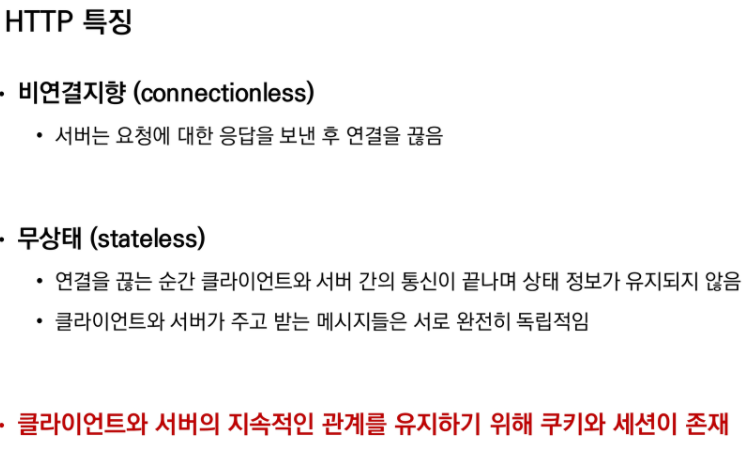 HTTP 특징
• 비연결지향 (connectionless)
• 서버는 요청에 대한 응답을 보낸 후 연결을 끊음
• 무상태 (stateless)
• 연결을 끊는 순간 클라이언트와 서버 간의 통신이 끝나며 상태 정보가 유지되지 않음
• 클라이언트와 서버가 주고 받는 메시지들은 서로 완전히 독립적임
• 클라이언트와 서버의 지속적인 관계를 유지하기 위해 쿠키와 세션이 존재